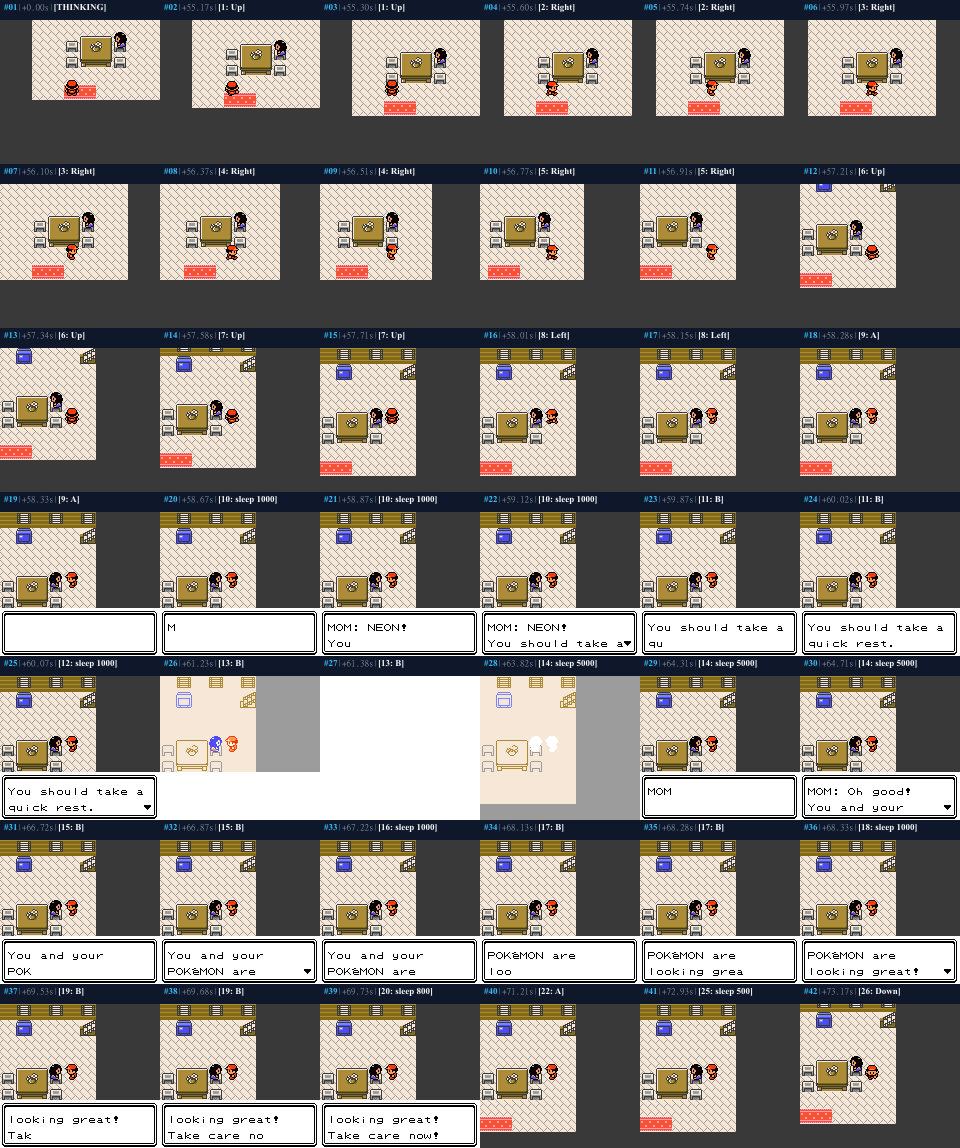 #01|+0.00s|[THINKING] #02|+55.17s|[1: Up] #03|+55.30s|[1: Up] #04|+55.60s|[2: Right] #05|+55.74s|[2: Right] #06|+55.97s|[3: Right]
#07|+56.10s|[3: Right] #08|+56.37s|[4: Right] #09|+56.51s|[4: Right] #10|+56.77s|[5: Right] #11|+56.91s|[5: Right] #12|+57.21s|[6: Up]
#13|+57.34s|[6: Up] #14|+57.58s|[7: Up] #15|+57.71s|[7: Up] #16|+58.01s|[8: Left] #17|+58.15s|[8: Left] #18|+58.28s|[9: A]
#19|+58.33s|[9: A] #20|+58.67s|[10: sleep 1000] #21|+58.87s|[10: sleep 1000] #22|+59.12s|[10: sleep 1000] #23|+59.87s|[11: B] #24|+60.02s|[11: B]
M
MOM: NEON!
You
MOM: NEON!
You should take a
You should take a
qu
You should take a
quick rest.
#25|+60.07s|[12: sleep 1000] #26|+61.23s|[13: B] #27|+61.38s|[13: B] #28|+63.82s|[14: sleep 5000] #29|+64.31s|[14: sleep 5000] #30|+64.71s|[14: sleep 5000]
You should take a
quick rest.
MOM
MOM: Oh good!
You and your
#31|+66.72s|[15: B] #32|+66.87s|[15: B] #33|+67.22s|[16: sleep 1000] #34|+68.13s|[17: B] #35|+68.28s|[17: B] #36|+68.33s|[18: sleep 1000]
You and your
POK
You and your
POKéMON are
You and your
POKéMON are
POKéMON are
loo
POKéMON are
looking grea
POKéMON are
looking great!
#37|+69.53s|[19: B] #38|+69.68s|[19: B] #39|+69.73s|[20: sleep 800] #40|+71.21s|[22: A] #41|+72.93s|[25: sleep 500] #42|+73.17s|[26: Down]
looking great!
Tak
looking great!
Take care no
looking great!
Take care now!